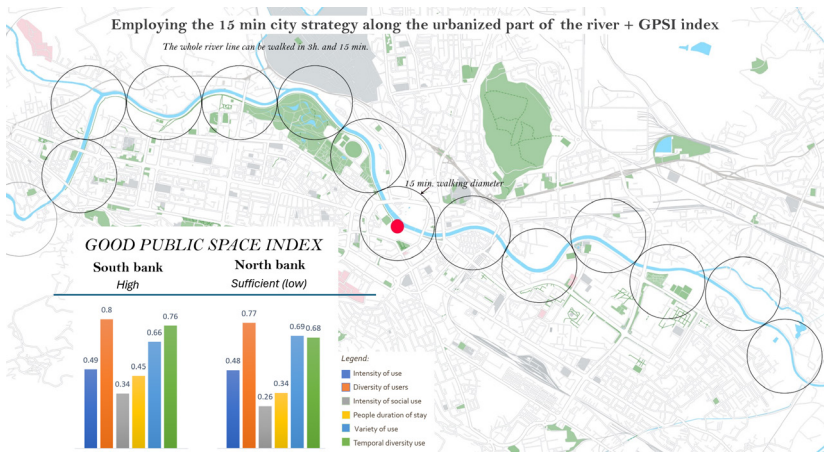 Employing the 15 min city strategy along the urbanized part of the river + GPSI index
The whole river line can be walked in 3h. and 15 min.
15 min. walking diameter
GOOD PUBLIC SPACE INDEX
South bank
High
North bank
Sufficient (low)
0.49
0.8
0.34
0.45
0.66
0.76
0.48
0.77
0.26
0.34
0.69
0.68
Legend:
Intensity of use
Diversity of users
Intensity of social use
People duration of stay
Variety of use
Temporal diversity use